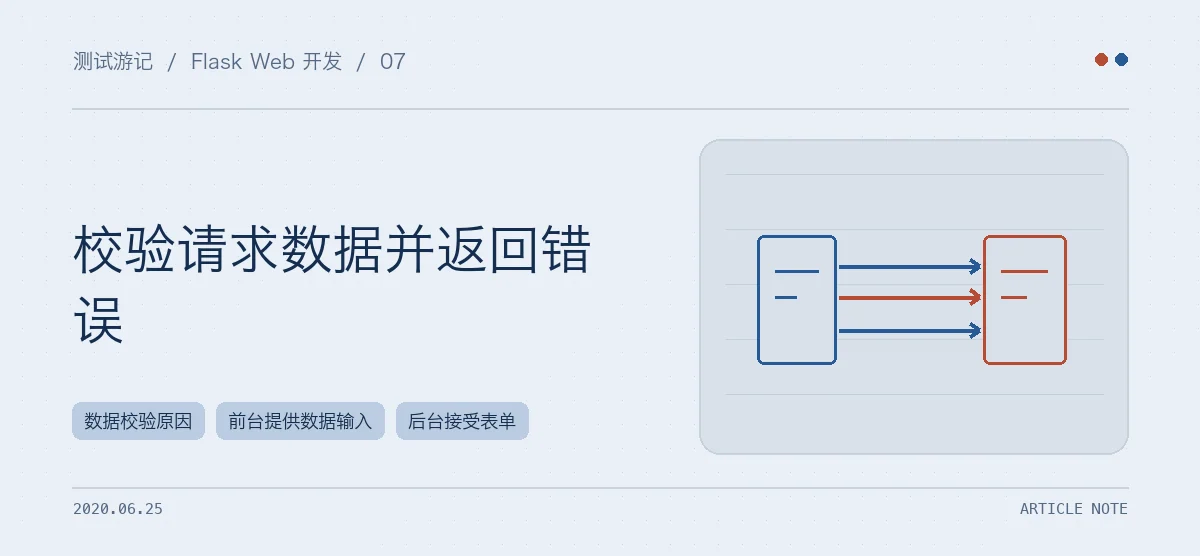 测试游记 / Flask Web 开发 / 07
校验请求数据并返回错
误
数据校验原因 前台提供数据输入 后台接受表单
2020.06.25 ARTICLE NOTE